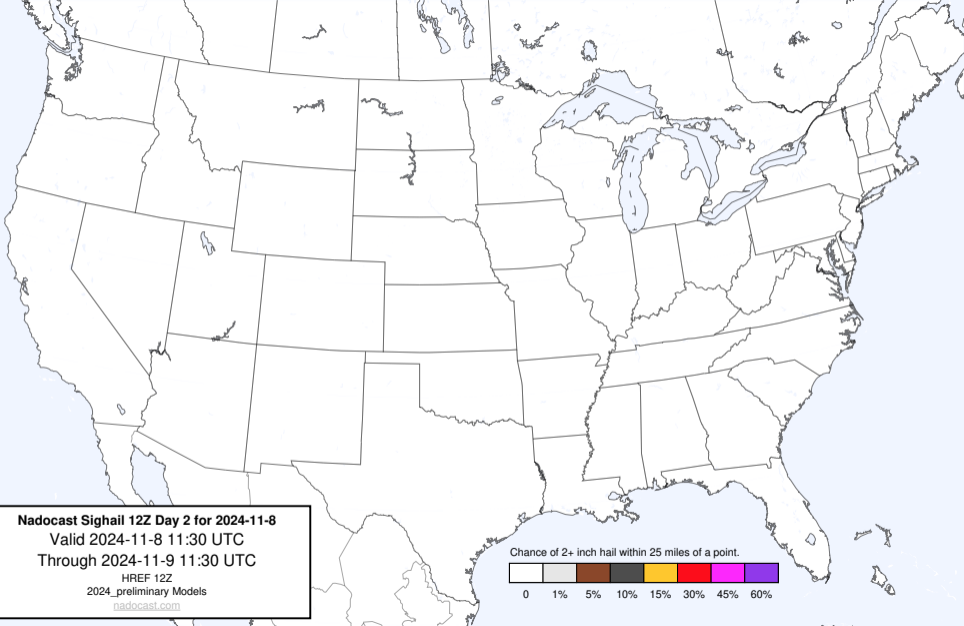 Nadocast Sighail 12Z Day 2 for 2024-11-8
Valid 2024-11-8 11:30 UTC
Through 2024-11-9 11:30 UTC
HREF 12Z
2024_preliminary Models
nadocast.com
Chance of 2+ inch hail within 25 miles of a point.
0 1% 5% 10% 15% 30% 45% 60%